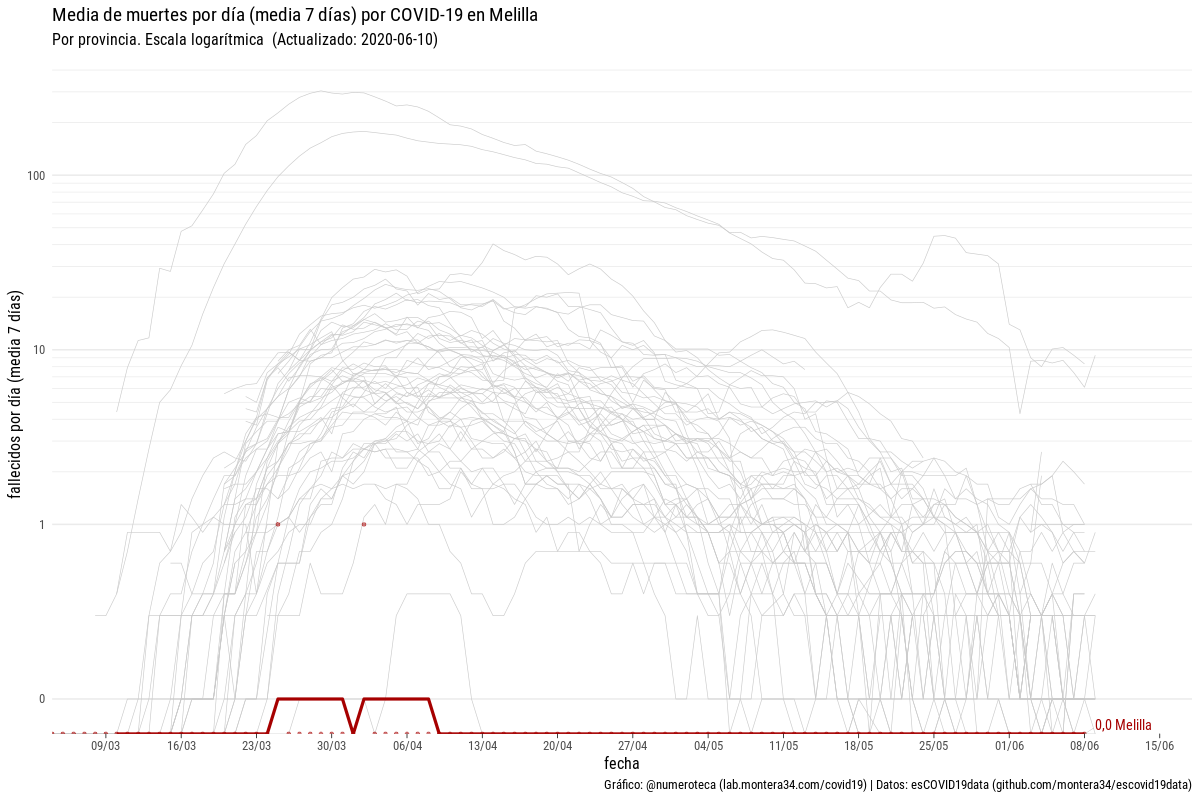 Media de muertes por día (media 7 días) por COVID-19 en Melilla
Por provincia. Escala logarítmica (Actualizado: 2020-06-10)
fallecidos por día (media 7 días)
100
10
1
0
0,0 Melilla
09/03 16/03 23/03 30/03 06/04 13/04 20/04 27/04 04/05 11/05 18/05 25/05 01/06 08/06 15/06
fecha
Gráfico: @numeroteca (lab.montera34.com/covid19) | Datos: esCOVID19data (github.com/montera34/escovid19data)